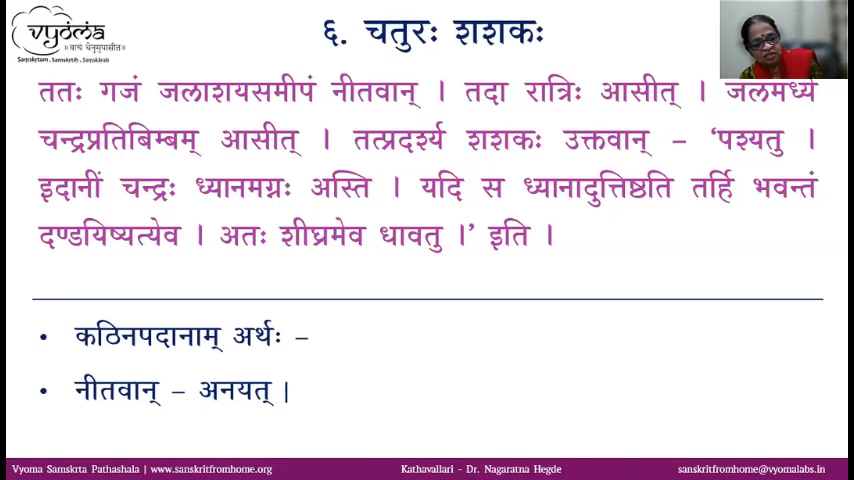 vyoma
॥ वाचं धेनुमुपासीत॥
Samskrtam . Samskrtih . Samskarah
६. चतुरः शशकः
ततः गजं जलाशयसमीपं नीतवान् । तदा रात्रिः आसीत् । जलमध्ये
चन्द्रप्रतिबिम्बम् आसीत् । तत्प्रदर्श्य शशकः उक्तवान् – ‘पश्यतु ।
इदानीं चन्द्रः ध्यानमग्नः अस्ति । यदि स ध्यानादुत्तिष्ठति तर्हि भवन्तं
दण्डयिष्यत्येव । अतः शीघ्रमेव धावतु ।’ इति ।
• कठिनपदानाम् अर्थः –
• नीतवान् – अनयत् |
Vyoma Samskrta Pathashala | www.sanskritfromhome.org Kathavallari – Dr. Nagaratna Hegde sanskritfromhome@vyomalabs.in